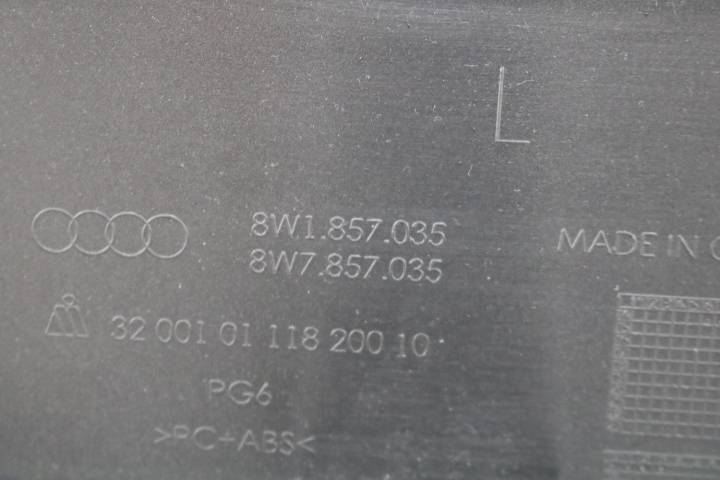 L
8W1.857.035
8W7.857.035
MADE IN
32 001 01 118 200 10
PG6
>PC-ABS<